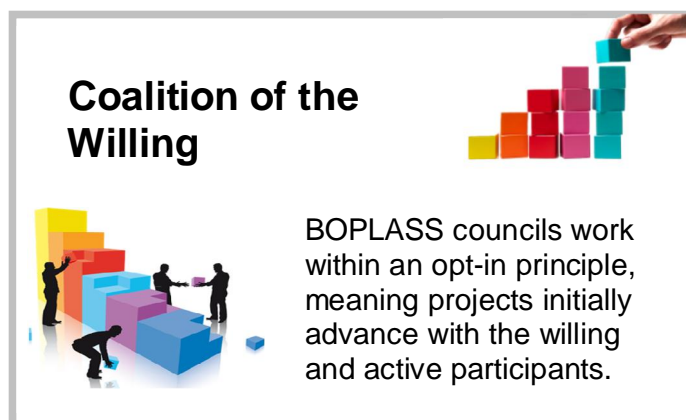 Coalition of the
Willing
BOPLASS councils work
within an opt-in principle,
meaning projects initially
advance with the willing
and active participants.